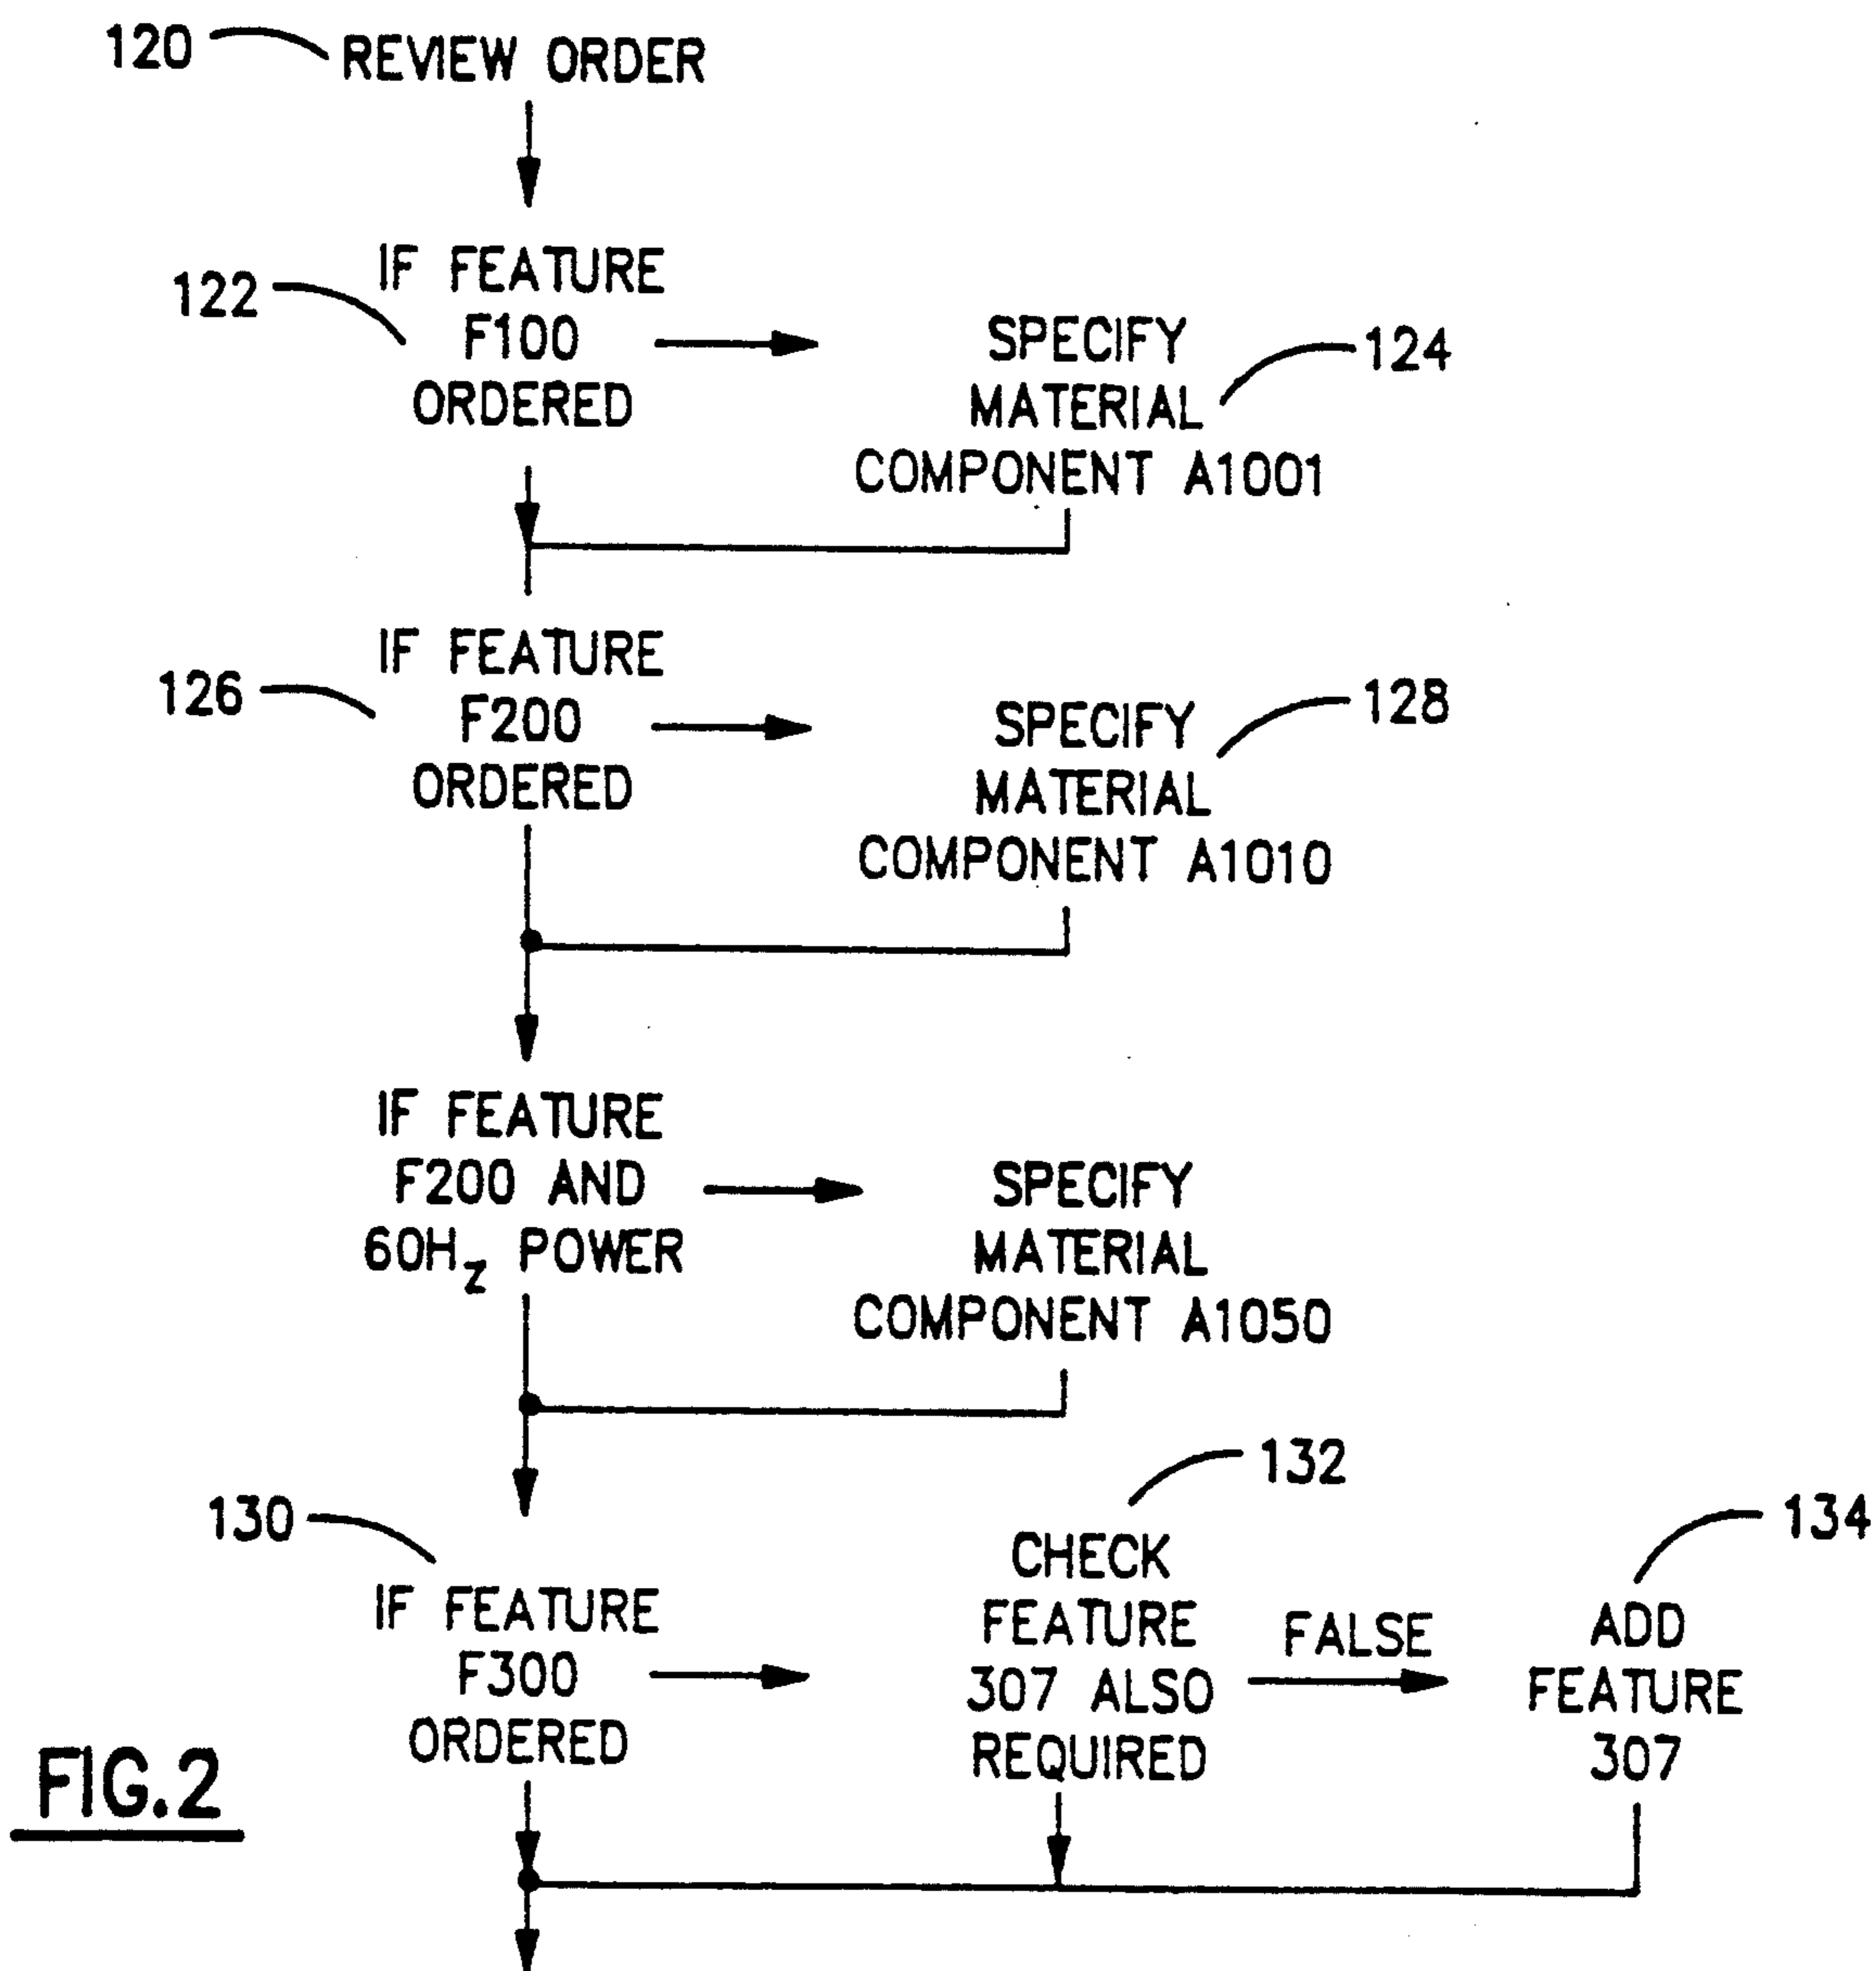 120
REVIEW ORDER
122
IF FEATURE
F100
ORDERED
SPECIFY
MATERIAL
COMPONENT A1001
124
126
IF FEATURE
F200
ORDERED
SPECIFY
MATERIAL
COMPONENT A1010
128
IF FEATURE
F200 AND
60Hz POWER
SPECIFY
MATERIAL
COMPONENT A1050
130
IF FEATURE
F300
ORDERED
132
CHECK
FEATURE
307 ALSO
REQUIRED
FALSE
134
ADD
FEATURE
307
FIG.2